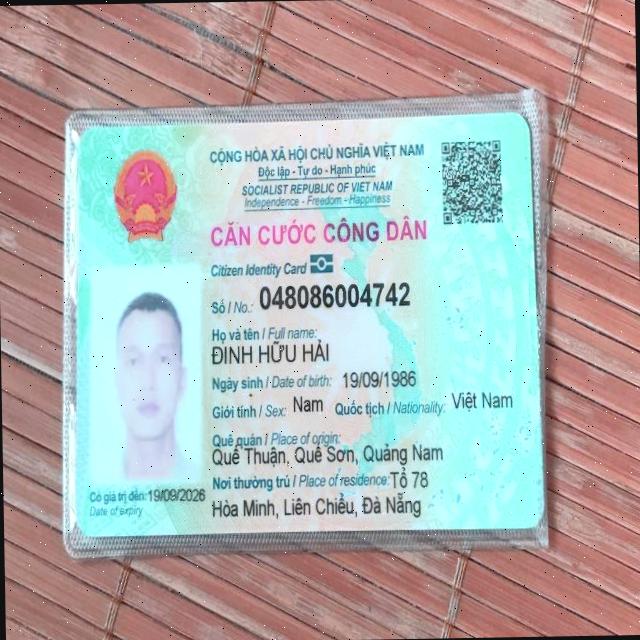 CỘNG HÒA XÃ HỘI CHỦ NGHĨA VIỆT NAM
Độc lập - Tự do - Hạnh phúc
SOCIALIST REPUBLIC OF VIET NAM
Independence - Freedom - Happiness
CĂN CƯỚC CÔNG DÂN
Citizen Identity Card
Số / No.: 048086004742
Họ và tên / Full name:
ĐINH HỮU HẢI
Ngày sinh / Date of birth: 19/09/1986
Giới tính / Sex: Nam Quốc tịch / Nationality: Việt Nam
Quê quán / Place of origin:
Quế Thuận, Quế Sơn, Quảng Nam
Nơi thường trú / Place of residence: Tổ 78
Hòa Minh, Liên Chiểu, Đà Nẵng
Có giá trị đến: 19/09/2026
Date of expiry